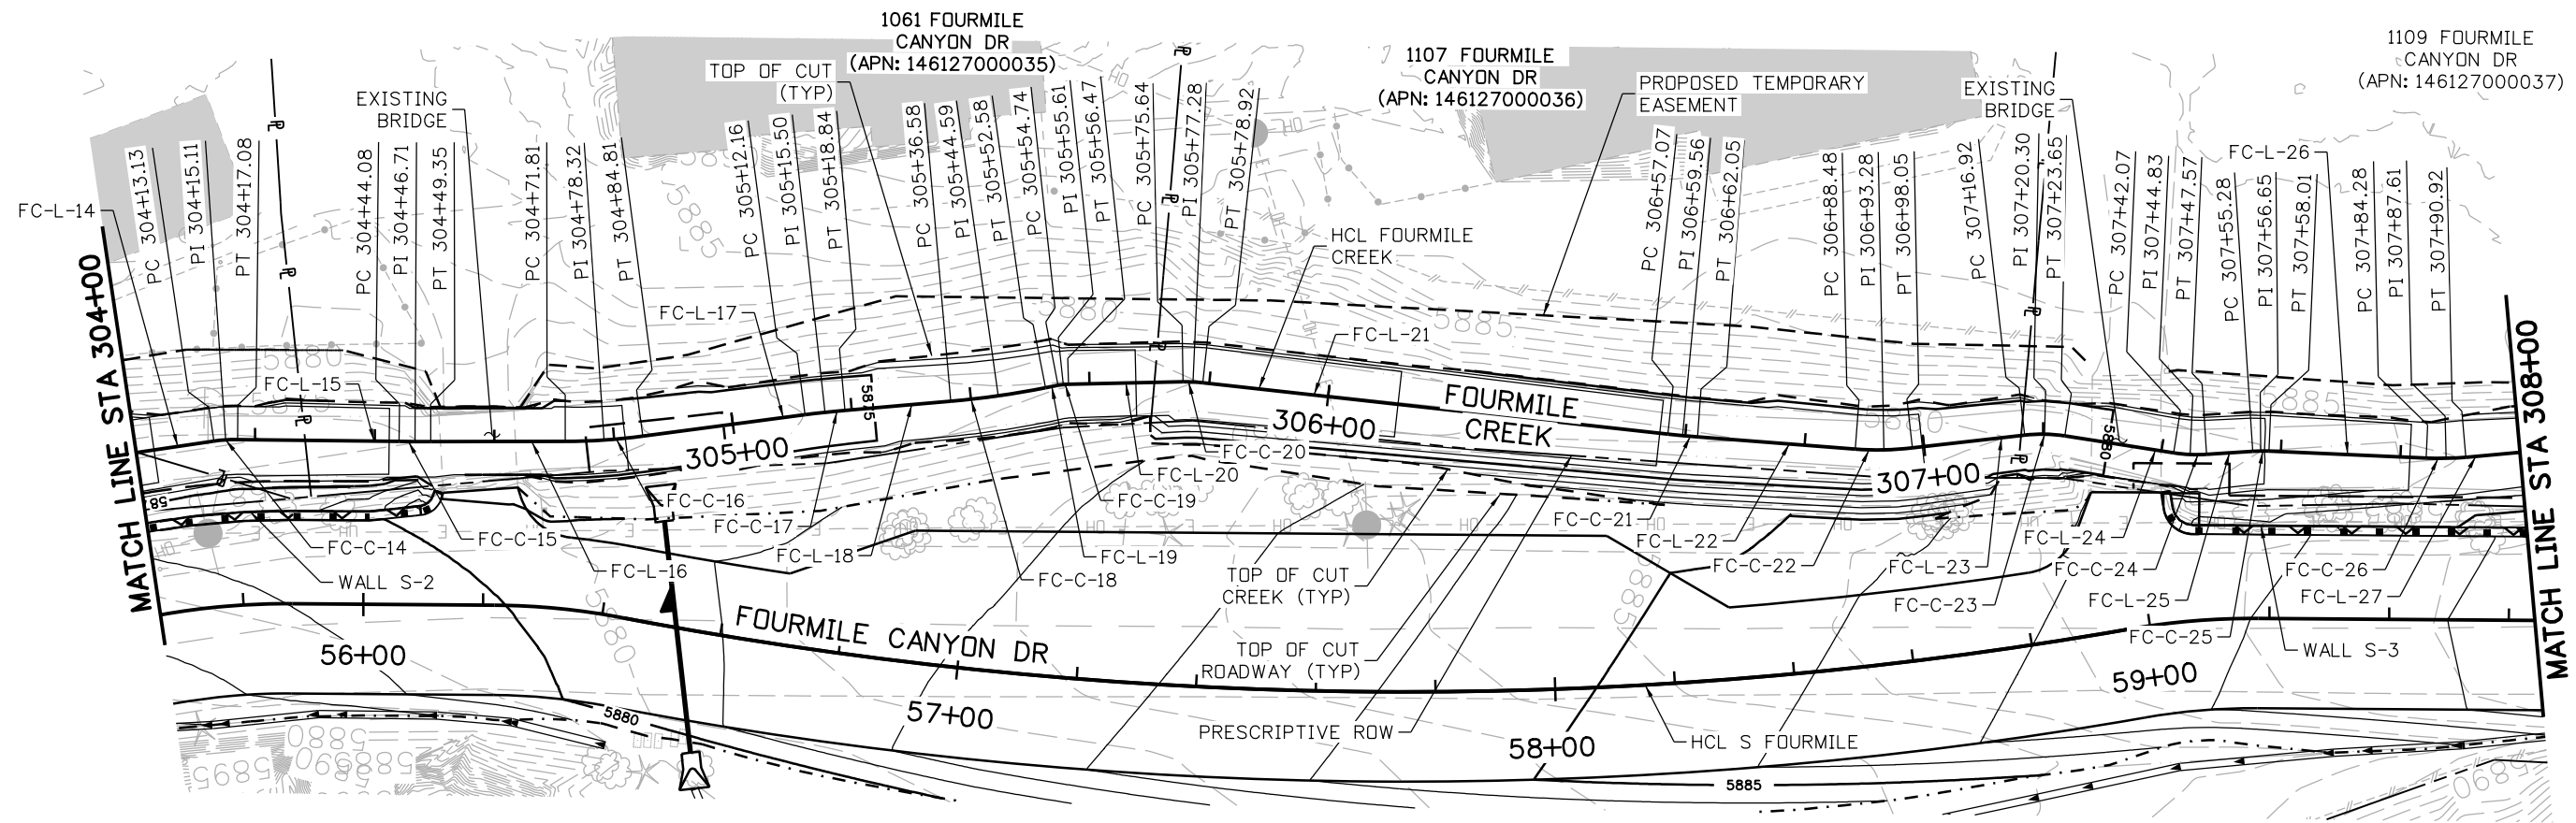 1061 FOURMILE
CANYON DR
(APN: 146127000035)
1107 FOURMILE
CANYON DR
(APN: 146127000036)
1109 FOURMILE
CANYON DR
(APN: 146127000037)
TOP OF CUT
(TYP)
PROPOSED TEMPORARY
EASEMENT
EXISTING
BRIDGE
EXISTING
BRIDGE
FC-L-14
PC 304+13.13
PI 304+15.11
PT 304+17.08
PC 304+44.08
PI 304+46.71
PT 304+49.35
PC 304+71.81
PI 304+78.32
PT 304+84.81
PC 305+12.16
PI 305+15.50
PT 305+18.84
PC 305+36.58
PI 305+44.59
PT 305+52.58
PC 305+54.74
PI 305+55.61
PT 305+56.47
PC 305+75.64
PI 305+77.28
PT 305+78.92
PC 306+57.07
PI 306+59.56
PT 306+62.05
PC 306+88.48
PI 306+93.28
PT 306+98.05
PC 307+16.92
PI 307+20.30
PT 307+23.65
PC 307+42.07
PI 307+44.83
PT 307+47.57
PC 307+55.28
PI 307+56.65
PT 307+58.01
FC-L-26
PC 307+84.28
PI 307+87.61
PT 307+90.92
HCL FOURMILE
CREEK
FC-L-17
FC-L-21
FC-L-15
MATCH LINE STA 304+00
MATCH LINE STA 308+00
5885
5880
5885
5880
5875
5880
5885
5880
FOURMILE
CREEK
305+00
306+00
307+00
FC-C-20
FC-L-20
FC-C-19
FC-C-16
FC-C-17
FC-L-18
FC-C-14
FC-C-15
FC-L-16
WALL S-2
FC-C-18
FC-L-19
FC-C-21
FC-L-22
FC-C-22
FC-L-23
FC-C-23
FC-L-24
FC-C-24
FC-L-25
FC-C-25
FC-C-26
FC-L-27
WALL S-3
TOP OF CUT
CREEK (TYP)
TOP OF CUT
ROADWAY (TYP)
PRESCRIPTIVE ROW
FOURMILE CANYON DR
56+00
57+00
58+00
59+00
HCL S FOURMILE
5880
5885
5880
5885
5880
5890
5895
5890